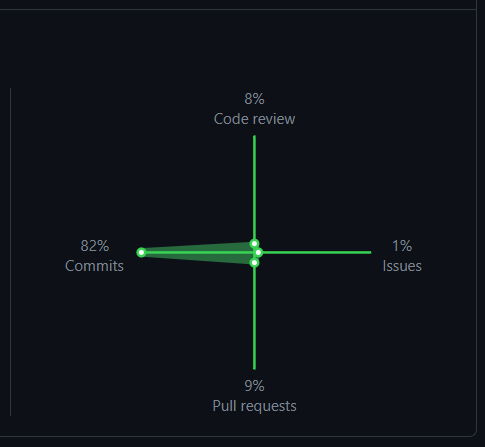 8%
Code review
82%
Commits
1%
Issues
9%
Pull requests